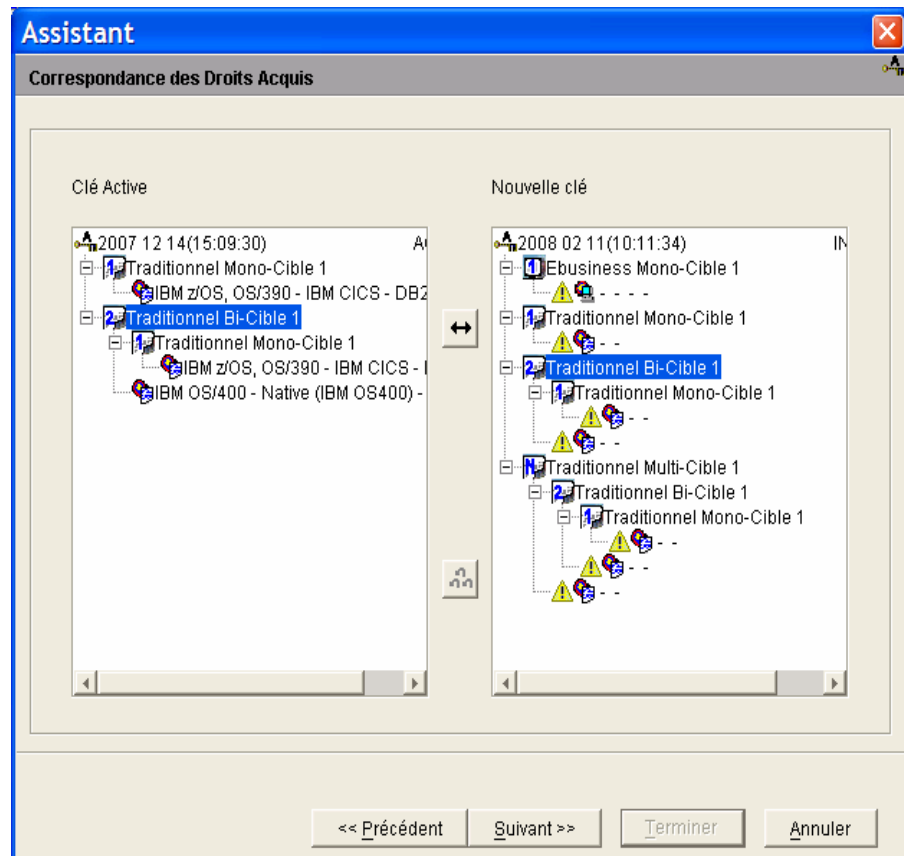 Assistant
Correspondance des Droits Acquis
Clé Active
2007 12 14(15:09:30)
Traditionnel Mono-Cible 1
IBM z/OS, OS/390 - IBM CICS - DB2
Traditionnel Bi-Cible 1
Traditionnel Mono-Cible 1
IBM z/OS, OS/390 - IBM CICS -
IBM OS/400 - Native (IBM OS400) -
Nouvelle clé
2008 02 11(10:11:34) IN
Ebusiness Mono-Cible 1
- - - -
Traditionnel Mono-Cible 1
- -
Traditionnel Bi-Cible 1
Traditionnel Mono-Cible 1
- -
- -
Traditionnel Multi-Cible 1
Traditionnel Bi-Cible 1
Traditionnel Mono-Cible 1
- -
- -
- -
<< Précédent
Suivant >>
Terminer
Annuler